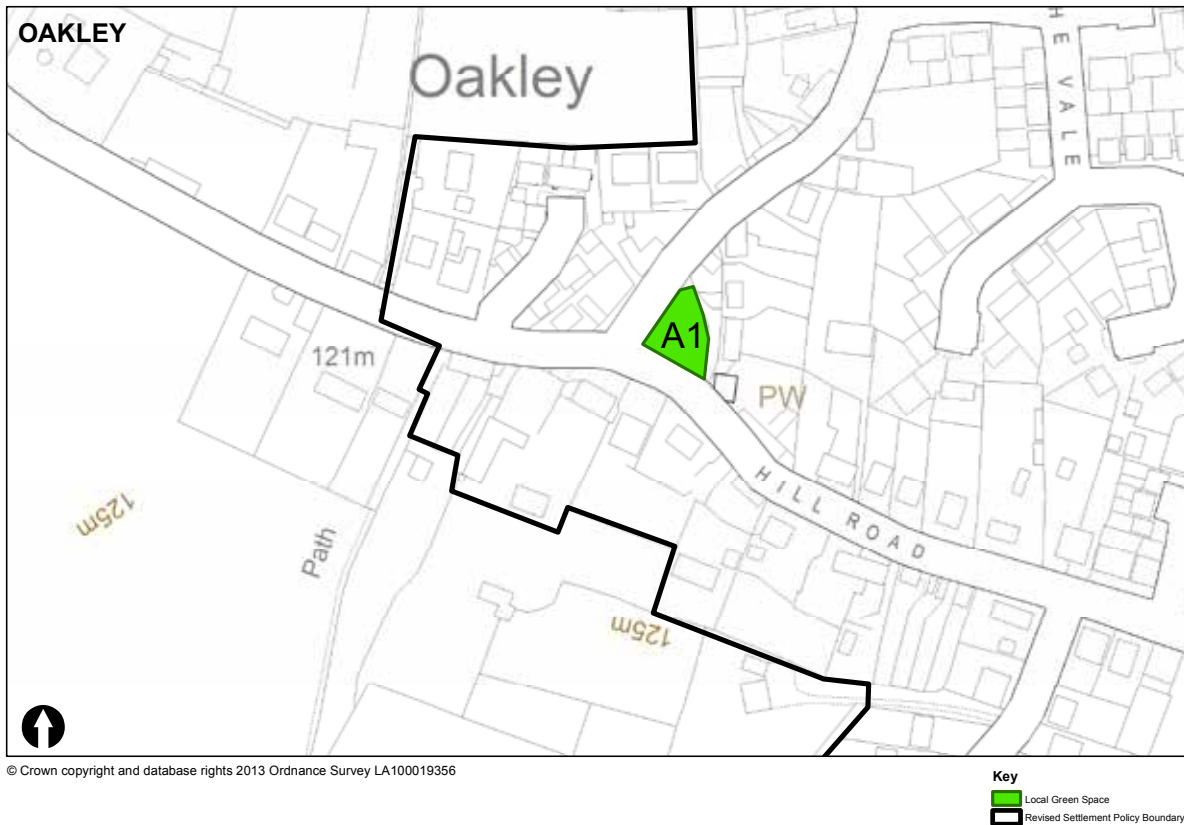 OAKLEY
Oakley
THE VALE
A1
121m
PW
HILL ROAD
125m
Path
125m
© Crown copyright and database rights 2013 Ordnance Survey LA100019356
Key
Local Green Space
Revised Settlement Policy Boundary